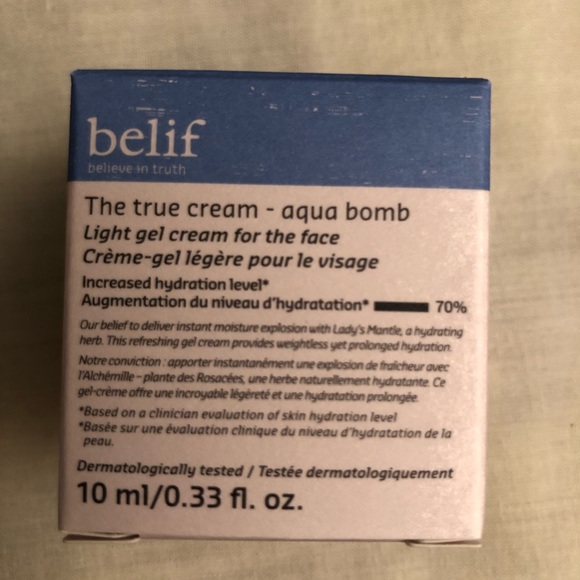 belif
believe in truth
The true cream - aqua bomb
Light gel cream for the face
Crème-gel légère pour le visage
Increased hydration level*
Augmentation du niveau d'hydratation* 70%
Our belief to deliver instant moisture explosion with Lady's Mantle, a hydrating
herb. This refreshing gel cream provides weightless yet prolonged hydration.
Notre conviction : apporter instantanément une explosion de fraîcheur avec
l'Alchémille - plante des Rosacées, une herbe naturellement hydratante. Ce
gel-crème offre une incroyable légèreté et une hydratation prolongée.
*Based on a clinician evaluation of skin hydration level
*Basée sur une évaluation clinique du niveau d'hydratation de la
peau.
Dermatologically tested / Testée dermatologiquement
10 ml/0.33 fl. oz.